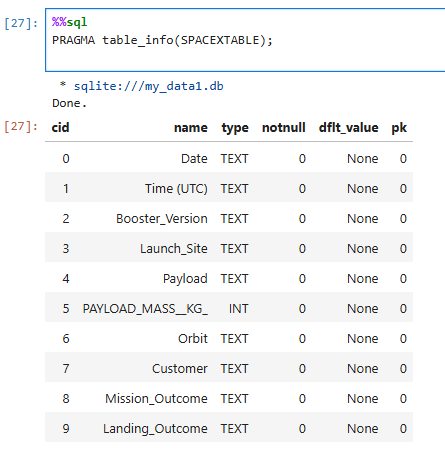 [27]: %%sql
PRAGMA table_info(SPACEXTABLE);
* sqlite:///my_data1.db
Done.
[27]: cid name type notnull dflt_value pk
0 Date TEXT 0 None 0
1 Time (UTC) TEXT 0 None 0
2 Booster_Version TEXT 0 None 0
3 Launch_Site TEXT 0 None 0
4 Payload TEXT 0 None 0
5 PAYLOAD_MASS__KG_ INT 0 None 0
6 Orbit TEXT 0 None 0
7 Customer TEXT 0 None 0
8 Mission_Outcome TEXT 0 None 0
9 Landing_Outcome TEXT 0 None 0